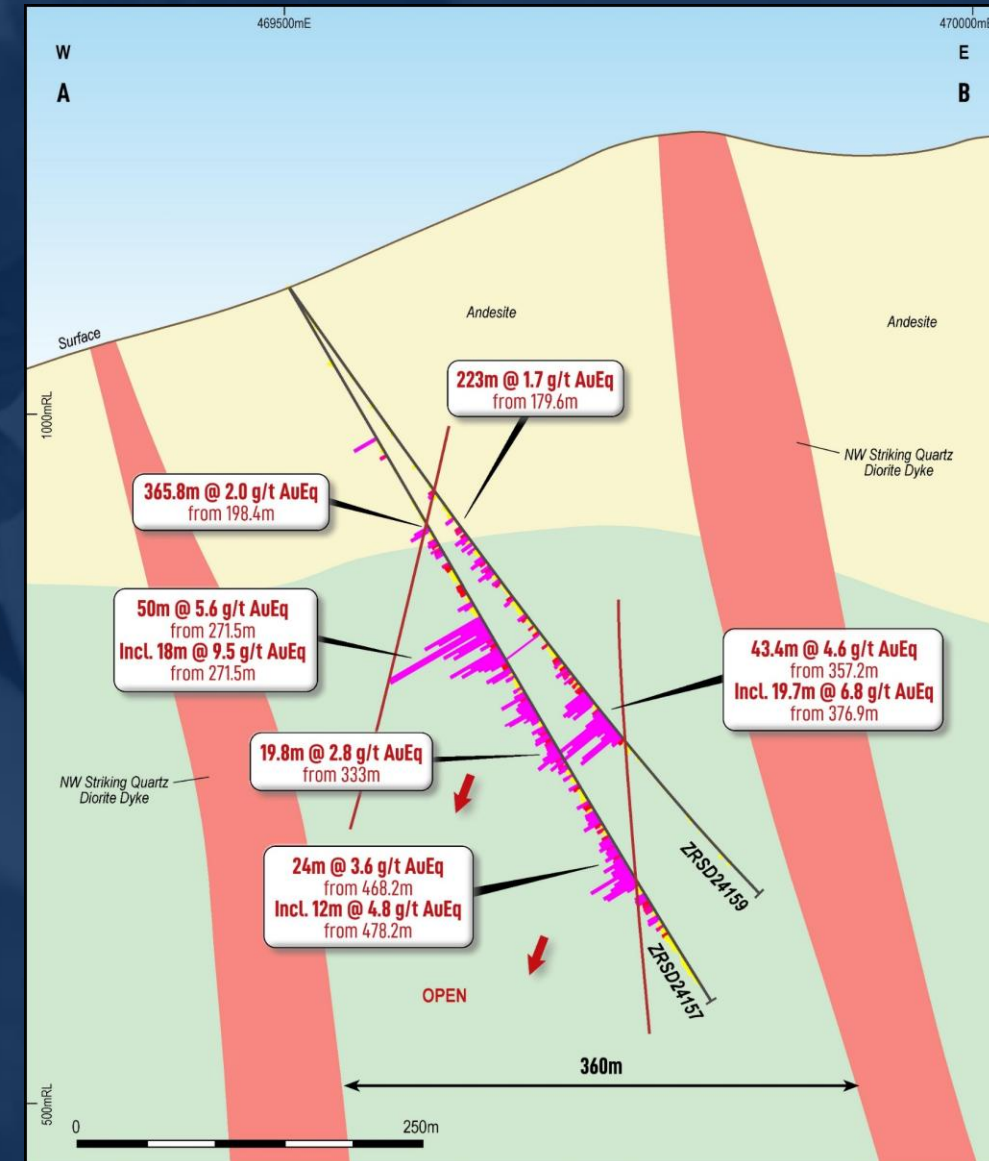 469500mE
470000mE
W
E
A
B
Surface
Andesite
Andesite
1000mRL
223m @ 1.7 g/t AuEq
from 179.6m
NW Striking Quartz
Diorite Dyke
365.8m @ 2.0 g/t AuEq
from 198.4m
50m @ 5.6 g/t AuEq
from 271.5m
Incl. 18m @ 9.5 g/t AuEq
from 271.5m
43.4m @ 4.6 g/t AuEq
from 357.2m
Incl. 19.7m @ 6.8 g/t AuEq
from 376.9m
19.8m @ 2.8 g/t AuEq
from 333m
NW Striking Quartz
Diorite Dyke
24m @ 3.6 g/t AuEq
from 468.2m
Incl. 12m @ 4.8 g/t AuEq
from 478.2m
ZRSD24159
ZRSD24157
OPEN
360m
500mRL
0
250m